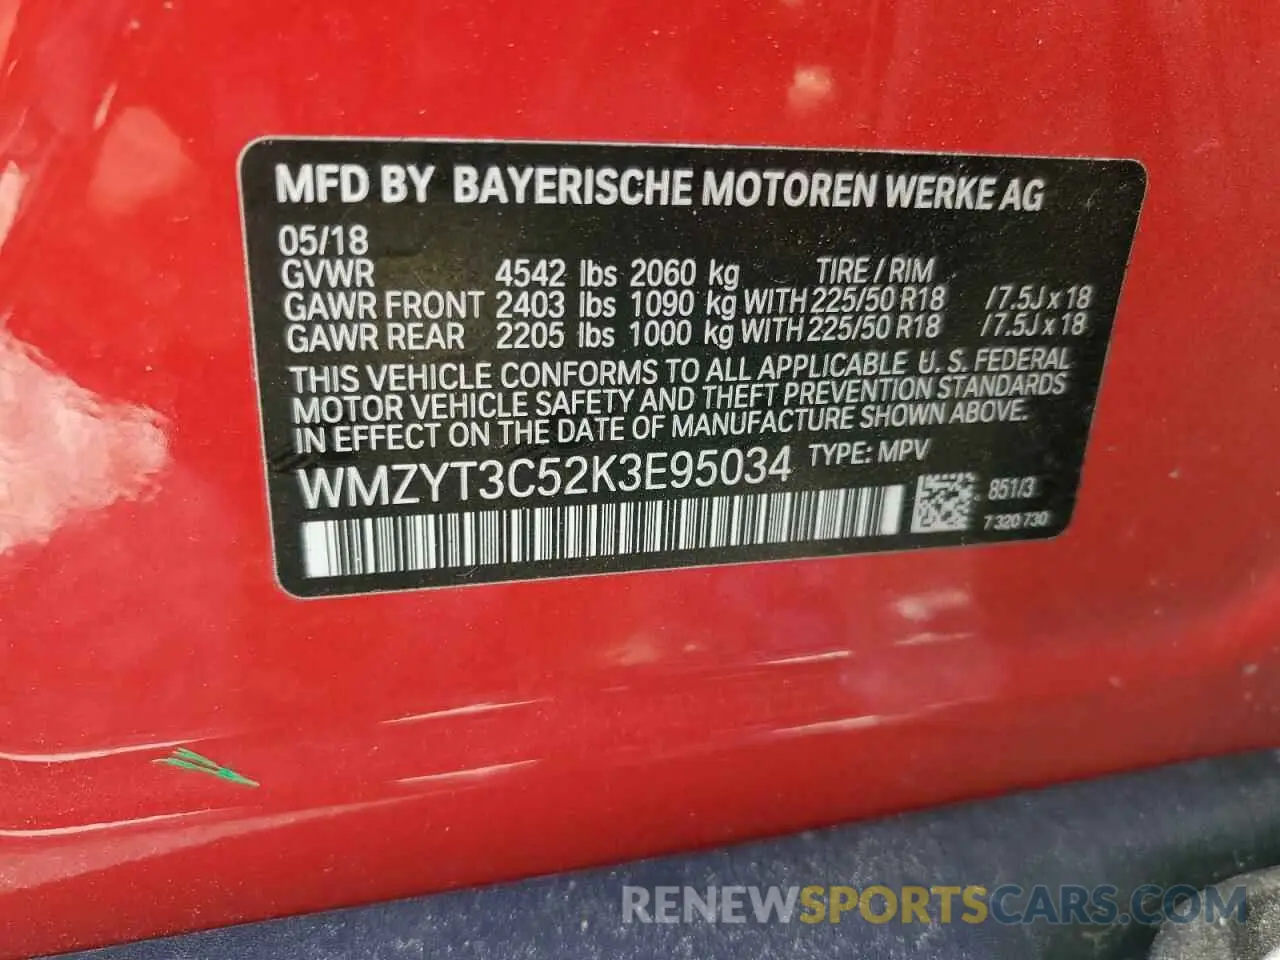 MFD BY BAYERISCHE MOTOREN WERKE AG
05/18
GVWR 4542 lbs 2060 kg TIRE / RIM
GAWR FRONT 2403 lbs 1090 kg WITH 225/50 R18 /7.5J x 18
GAWR REAR 2205 lbs 1000 kg WITH 225/50 R18 /7.5J x 18
THIS VEHICLE CONFORMS TO ALL APPLICABLE U. S. FEDERAL
MOTOR VEHICLE SAFETY AND THEFT PREVENTION STANDARDS
IN EFFECT ON THE DATE OF MANUFACTURE SHOWN ABOVE.
WMZYT3C52K3E95034 TYPE: MPV
851/3
7 320 730
RENEWSPORTSCARS.COM